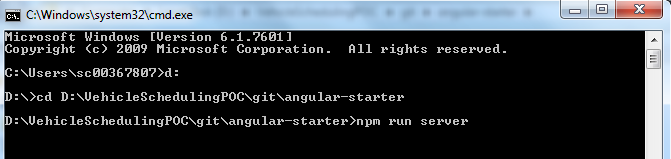 C:\Windows\system32\cmd.exe
Microsoft Windows [Version 6.1.7601]
Copyright (c) 2009 Microsoft Corporation.  All rights reserved.
C:\Users\sc00367807>d:
D:\>cd D:\VehicleSchedulingPOC\git\angular-starter
D:\VehicleSchedulingPOC\git\angular-starter>npm run server